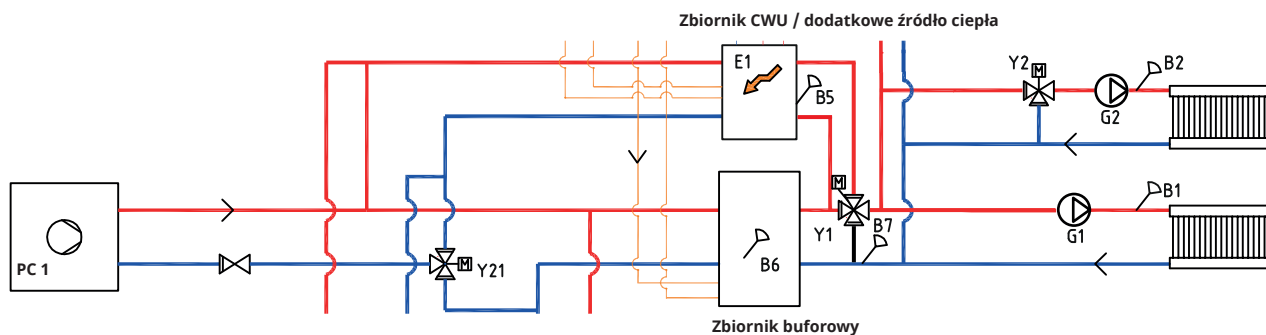 Zbiornik CWU / dodatkowe źródło ciepła
E1
B5
Y2
M
G2
B2
PC 1
M
Y21
B6
M
Y1
B7
G1
B1
Zbiornik buforowy